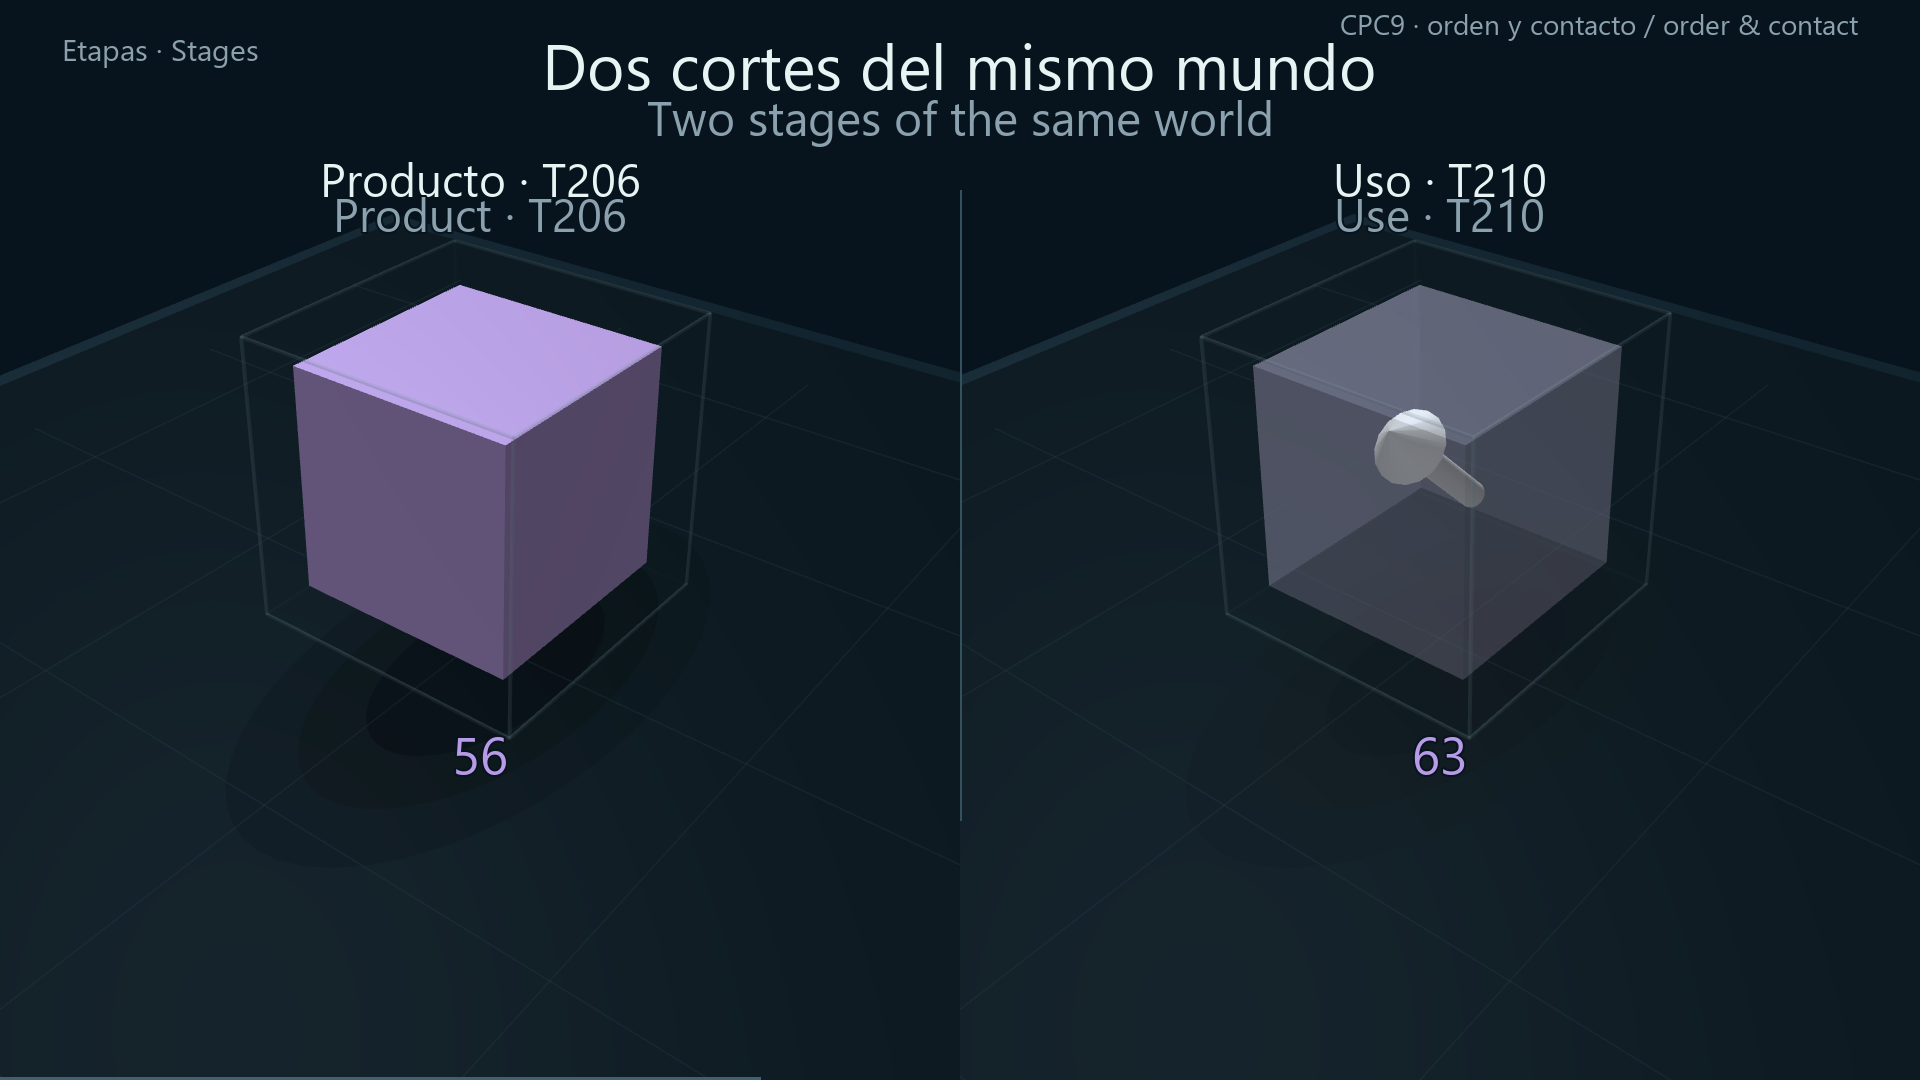 Etapas · Stages
CPC9 · orden y contacto / order & contact
Dos cortes del mismo mundo
Two stages of the same world
Producto · T206
Product · T206
Uso · T210
Use · T210
56
63